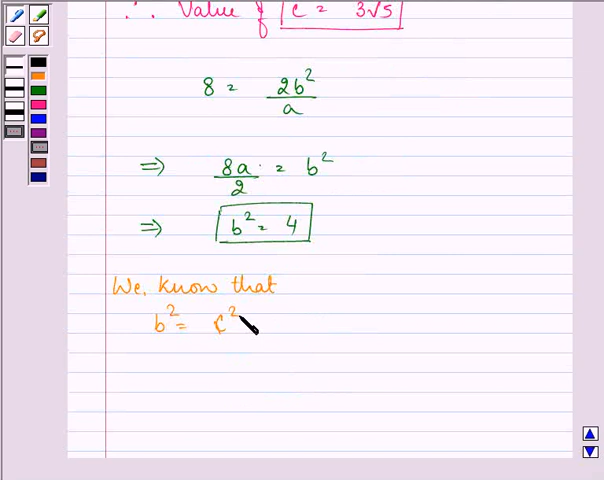 ∴ Value of c = 3√5
8 = 2b²/a
⇒ 8a/2 = b²
⇒ b² = 4
We know that
b² = c²